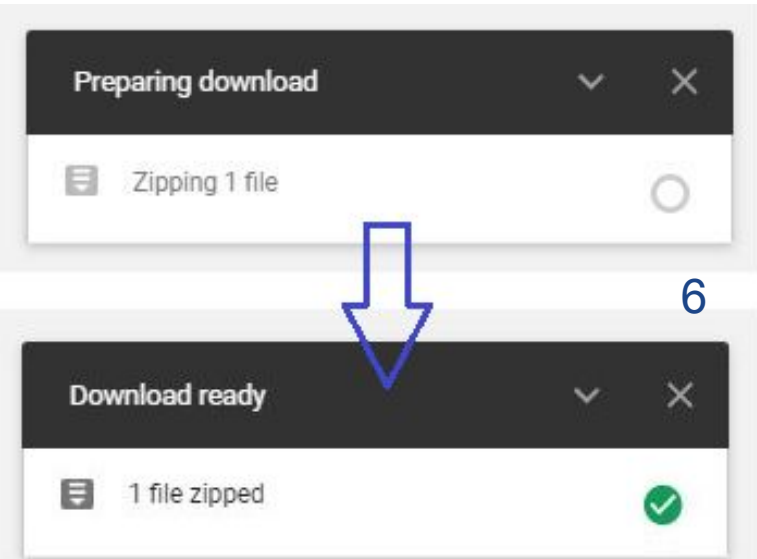 Preparing download
Zipping 1 file
6
Download ready
1 file zipped